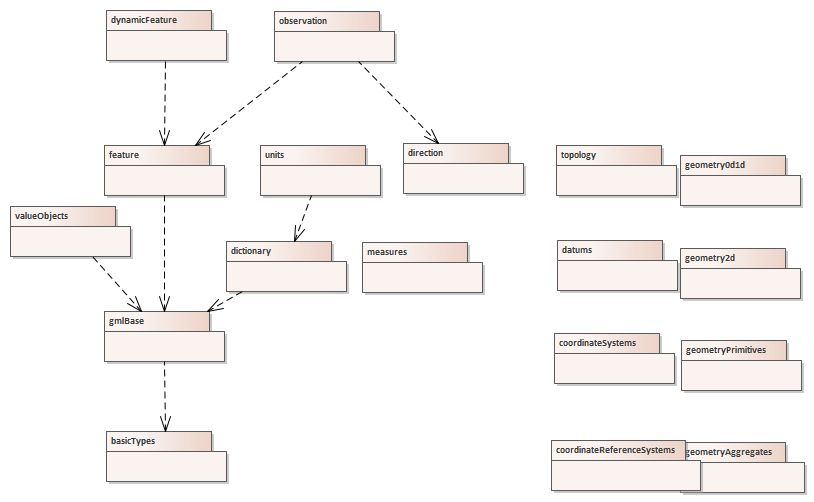 dynamicFeature
observation
feature
units
direction
topology
geometry0d1d
valueObjects
dictionary
measures
datums
geometry2d
gmlBase
coordinateSystems
geometryPrimitives
basicTypes
coordinateReferenceSystems
geometryAggregates